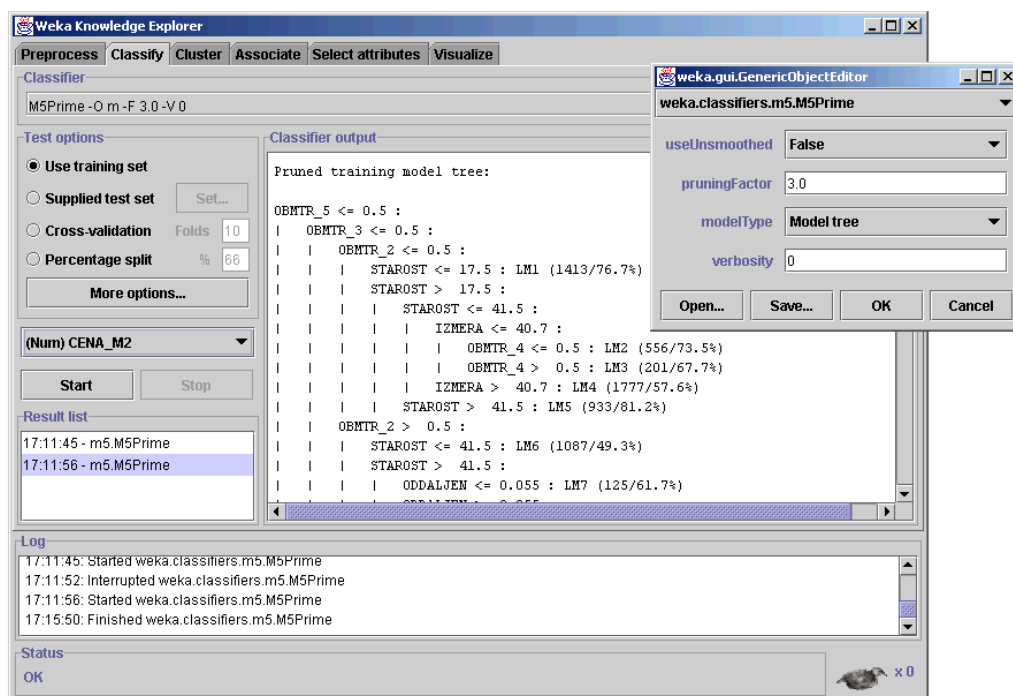 Weka Knowledge Explorer
Preprocess Classify Cluster Associate Select attributes Visualize
Classifier
M5Prime -O m -F 3.0 -V 0
Test options
Use training set
Supplied test set Set...
Cross-validation Folds 10
Percentage split % 66
More options...
(Num) CENA_M2
Start Stop
Result list
17:11:45 - m5.M5Prime
17:11:56 - m5.M5Prime
Classifier output
Pruned training model tree:
OBMTR_5 <= 0.5 :
| OBMTR_3 <= 0.5 :
| | OBMTR_2 <= 0.5 :
| | | STAROST <= 17.5 : LM1 (1413/76.7%)
| | | STAROST > 17.5 :
| | | | STAROST <= 41.5 :
| | | | | IZMERA <= 40.7 :
| | | | | | OBMTR_4 <= 0.5 : LM2 (556/73.5%)
| | | | | | OBMTR_4 > 0.5 : LM3 (201/67.7%)
| | | | | IZMERA > 40.7 : LM4 (1777/57.6%)
| | | | STAROST > 41.5 : LM5 (933/81.2%)
| | OBMTR_2 > 0.5 :
| | | STAROST <= 41.5 : LM6 (1087/49.3%)
| | | STAROST > 41.5 :
| | | | ODDALJEN <= 0.055 : LM7 (125/61.7%)
weka.gui.GenericObjectEditor
weka.classifiers.m5.M5Prime
useUnsmoothed False
pruningFactor 3.0
modelType Model tree
verbosity 0
Open... Save... OK Cancel
Log
17:11:45: Started weka.classifiers.m5.M5Prime
17:11:52: Interrupted weka.classifiers.m5.M5Prime
17:11:56: Started weka.classifiers.m5.M5Prime
17:15:50: Finished weka.classifiers.m5.M5Prime
Status
OK
x 0